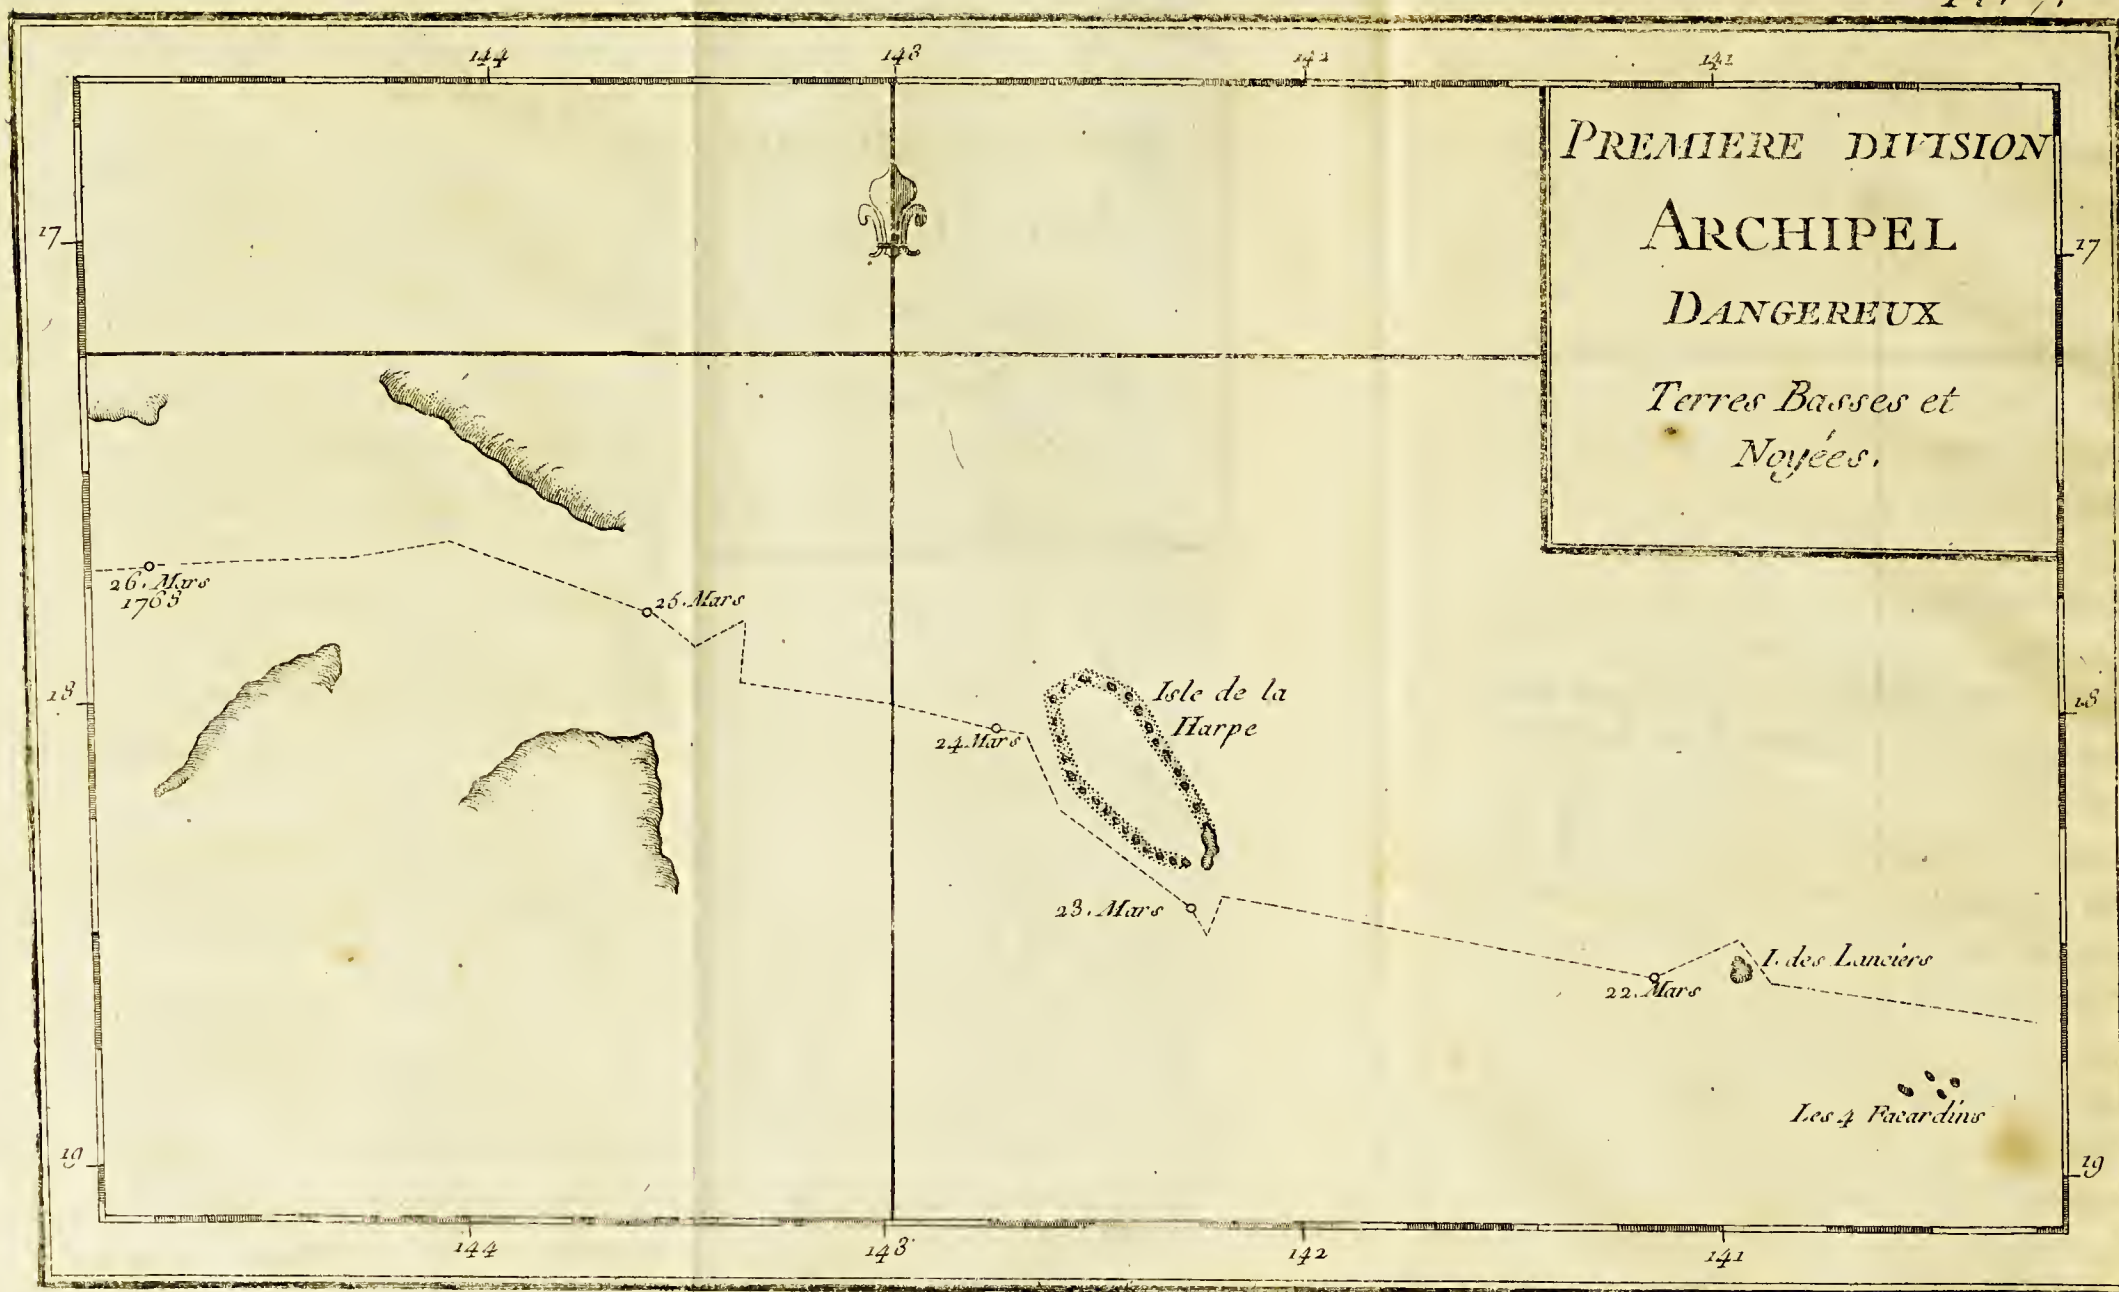 144
143
142
141
PREMIERE DIVISION
ARCHIPEL
DANGEREUX
Terres Basses et
Noyées.
17
17
26. Mars
1768
25. Mars
18
Isle de la
Harpe
18
24. Mars
23. Mars
I. des Lanciers
22. Mars
Les 4 Facardins
19
19
144
143
142
141